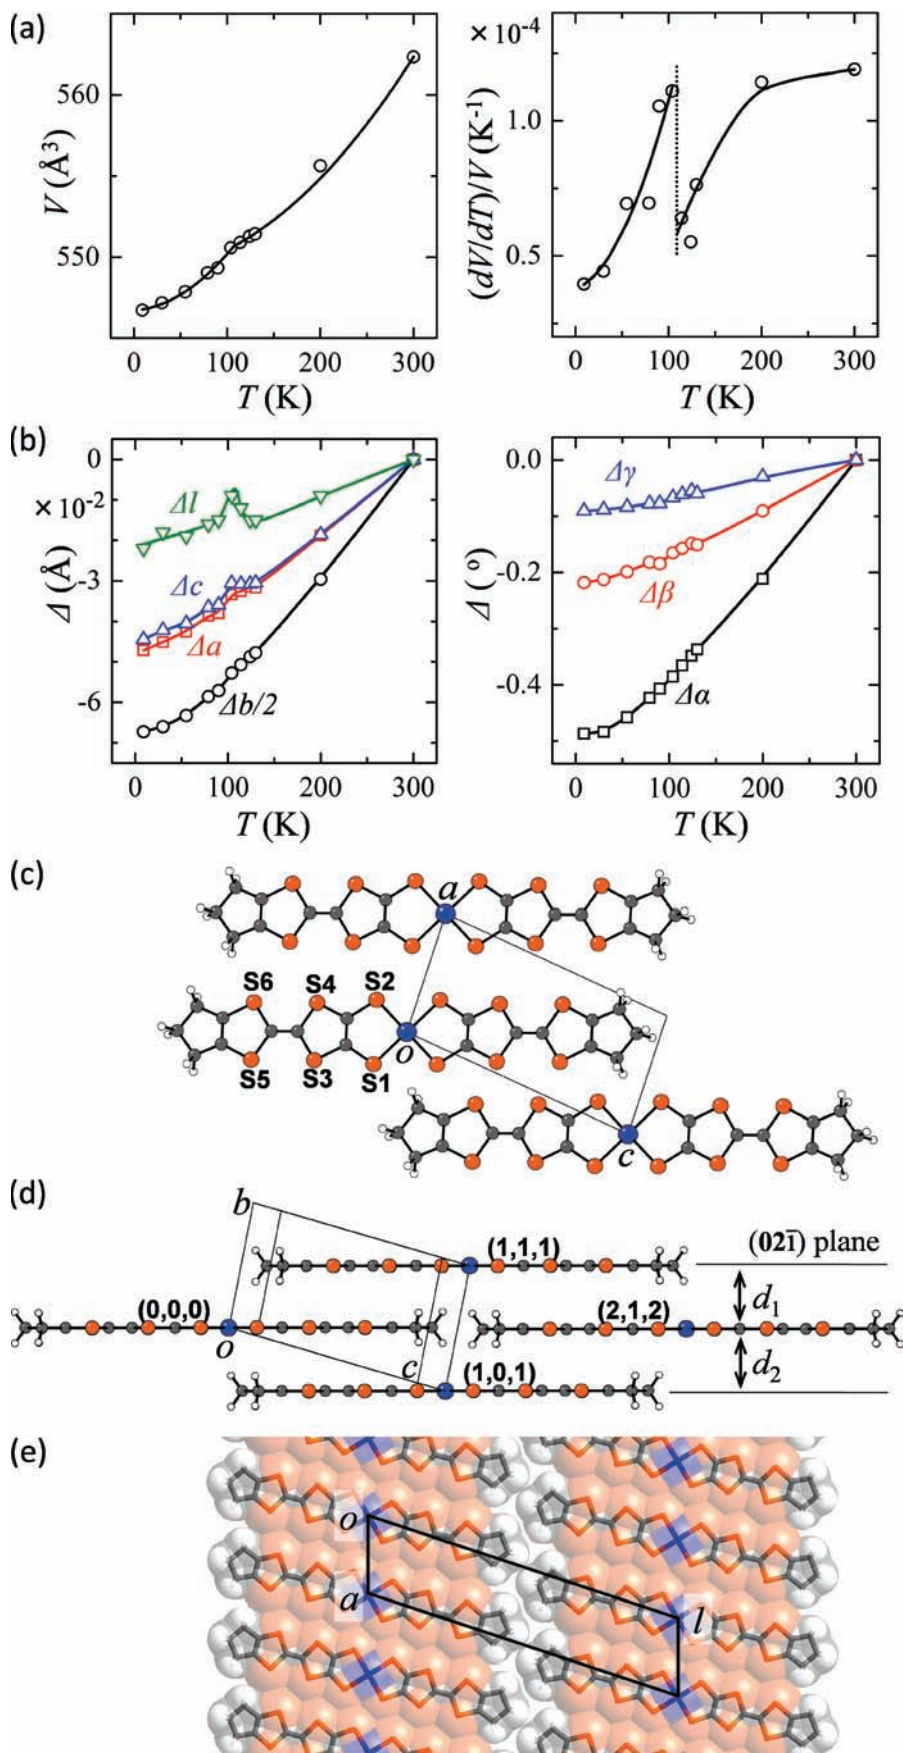 (a)
V (Å³)
560
550
0 100 200 300
T (K)
× 10⁻⁴
(dV/dT)/V (K⁻¹)
1.0
0.5
0 100 200 300
T (K)
(b)
0
× 10⁻²
-3
-6
Δ (Å)
Δl
Δc
Δa
Δb/2
0 100 200 300
T (K)
0.0
-0.2
-0.4
Δ (°)
Δγ
Δβ
Δα
0 100 200 300
T (K)
(c)
a
S6 S4 S2
o
S5 S3 S1
c
(d)
b
(1,1,1) (021̄) plane
(0,0,0) (2,1,2) d₁
o
c (1,0,1) d₂
(e)
o
a l